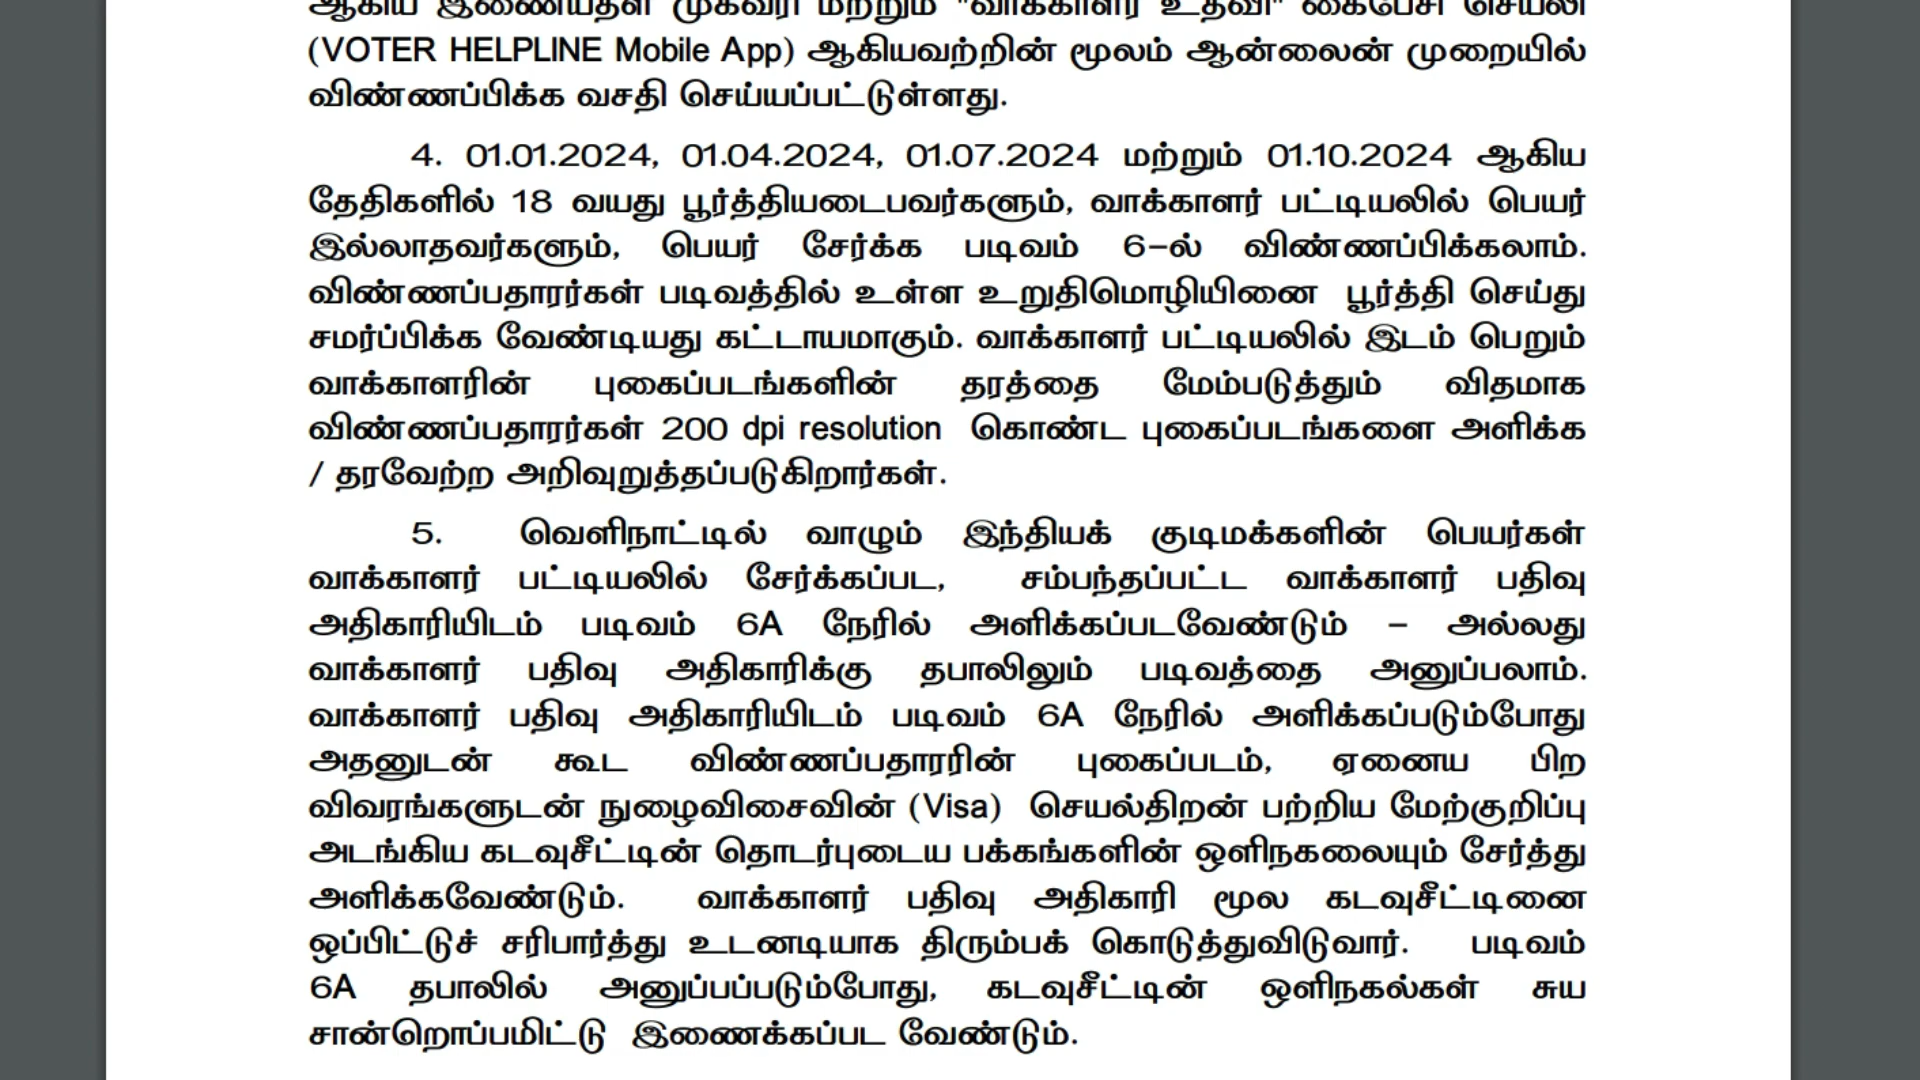 ஆகிய இணையதள முகவரி மற்றும் "வாக்காளர் உதவி" கைபேசி செயலி
(VOTER HELPLINE Mobile App) ஆகியவற்றின் மூலம் ஆன்லைன் முறையில்
விண்ணப்பிக்க வசதி செய்யப்பட்டுள்ளது.
4. 01.01.2024, 01.04.2024, 01.07.2024 மற்றும் 01.10.2024 ஆகிய
தேதிகளில் 18 வயது பூர்த்தியடைபவர்களும், வாக்காளர் பட்டியலில் பெயர்
இல்லாதவர்களும், பெயர் சேர்க்க படிவம் 6-ல் விண்ணப்பிக்கலாம்.
விண்ணப்பதாரர்கள் படிவத்தில் உள்ள உறுதிமொழியினை பூர்த்தி செய்து
சமர்ப்பிக்க வேண்டியது கட்டாயமாகும். வாக்காளர் பட்டியலில் இடம் பெறும்
வாக்காளரின் புகைப்படங்களின் தரத்தை மேம்படுத்தும் விதமாக
விண்ணப்பதாரர்கள் 200 dpi resolution கொண்ட புகைப்படங்களை அளிக்க
/ தரவேற்ற அறிவுறுத்தப்படுகிறார்கள்.
5. வெளிநாட்டில் வாழும் இந்தியக் குடிமக்களின் பெயர்கள்
வாக்காளர் பட்டியலில் சேர்க்கப்பட, சம்பந்தப்பட்ட வாக்காளர் பதிவு
அதிகாரியிடம் படிவம் 6A நேரில் அளிக்கப்படவேண்டும் – அல்லது
வாக்காளர் பதிவு அதிகாரிக்கு தபாலிலும் படிவத்தை அனுப்பலாம்.
வாக்காளர் பதிவு அதிகாரியிடம் படிவம் 6A நேரில் அளிக்கப்படும்போது
அதனுடன் கூட விண்ணப்பதாரரின் புகைப்படம், ஏனைய பிற
விவரங்களுடன் நுழைவிசைவின் (Visa) செயல்திறன் பற்றிய மேற்குறிப்பு
அடங்கிய கடவுசீட்டின் தொடர்புடைய பக்கங்களின் ஒளிநகலையும் சேர்த்து
அளிக்கவேண்டும். வாக்காளர் பதிவு அதிகாரி மூல கடவுசீட்டினை
ஒப்பிட்டுச் சரிபார்த்து உடனடியாக திரும்பக் கொடுத்துவிடுவார். படிவம்
6A தபாலில் அனுப்பப்படும்போது, கடவுசீட்டின் ஒளிநகல்கள் சுய
சான்றொப்பமிட்டு இணைக்கப்பட வேண்டும்.